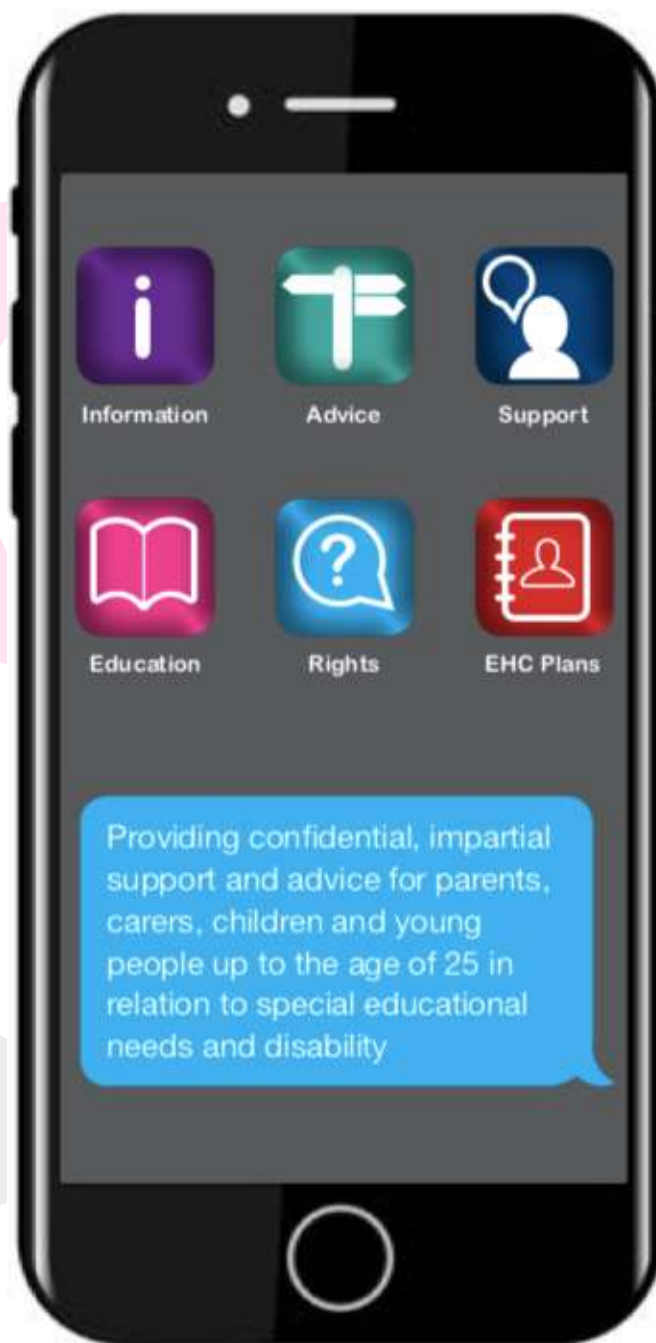 Information Advice Support
Education Rights EHC Plans
Providing confidential, impartial
support and advice for parents,
carers, children and young
people up to the age of 25 in
relation to special educational
needs and disability